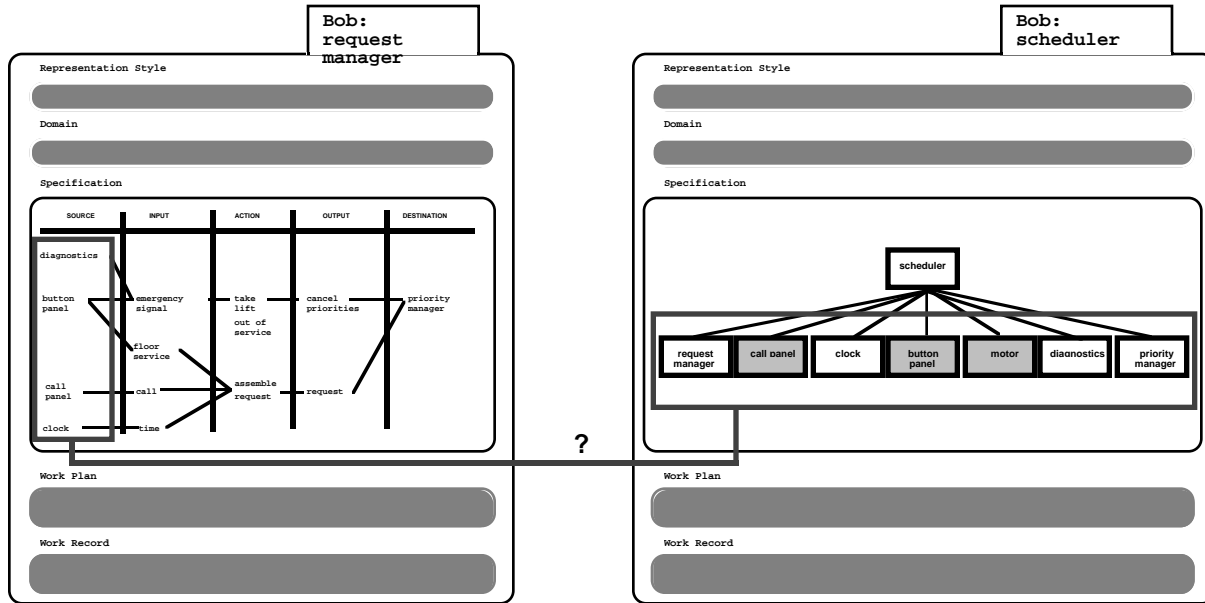 Bob:
request
manager
Representation Style
Domain
Specification
SOURCE INPUT ACTION OUTPUT DESTINATION
diagnostics
button
panel
emergency
signal
take
lift
out of
service
cancel
priorities
priority
manager
floor
service
call
panel
call
assemble
request
request
clock
time
Work Plan
Work Record
?
Bob:
scheduler
Representation Style
Domain
Specification
scheduler
request
manager
call panel
clock
button
panel
motor
diagnostics
priority
manager
Work Plan
Work Record